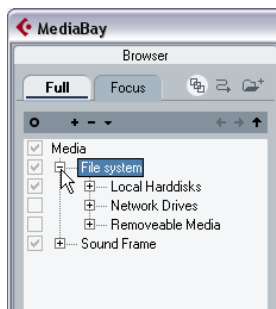 MediaBay
Browser
Full Focus
Media
File system
Local Harddisks
Network Drives
Removeable Media
Sound Frame